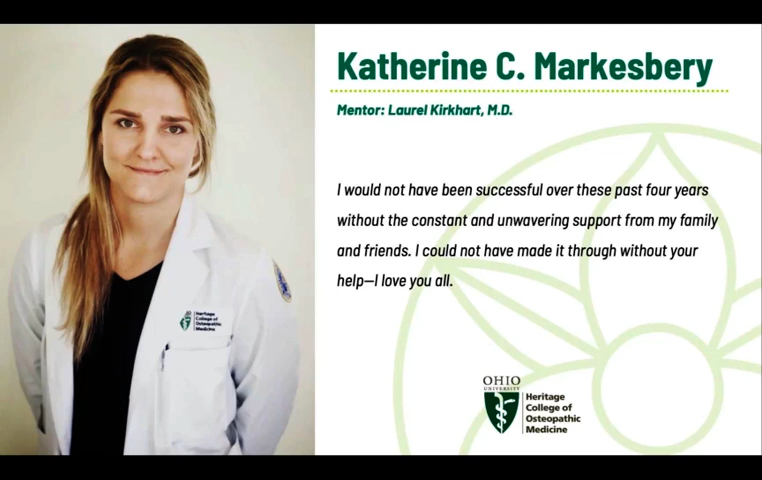 Katherine C. Markesbery
Mentor: Laurel Kirkhart, M.D.
I would not have been successful over these past four years
without the constant and unwavering support from my family
and friends. I could not have made it through without your
help—I love you all.
Heritage
College of
Osteopathic
Medicine
OHIO
UNIVERSITY
Heritage
College of
Osteopathic
Medicine